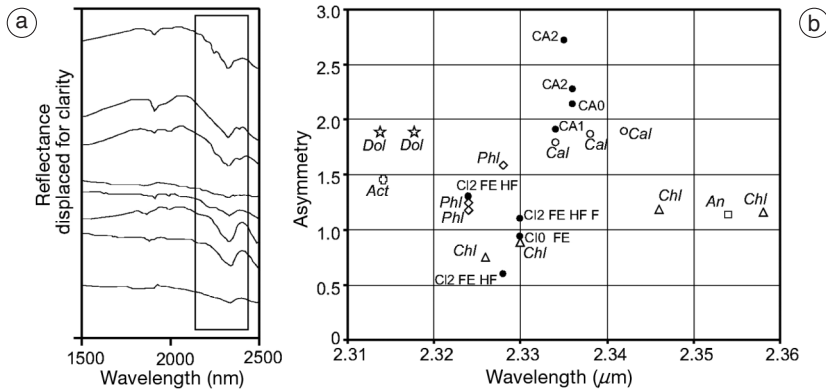 a
Reflectance
displaced for clarity
1500
2000
2500
Wavelength (nm)
b
Asymmetry
3.0
2.5
2.0
1.5
1.0
0.5
0.0
CA2
CA2
CA0
CA1
Cal
Cal
Cal
Dol
Dol
Phl
Act
Cl2 FE HF
Phl
Phl
Cl2 FE HF F
Cl0 FE
Chl
Chl
Cl2 FE HF
Chl
An
Chl
2.31
2.32
2.33
2.34
2.35
2.36
Wavelength (μm)